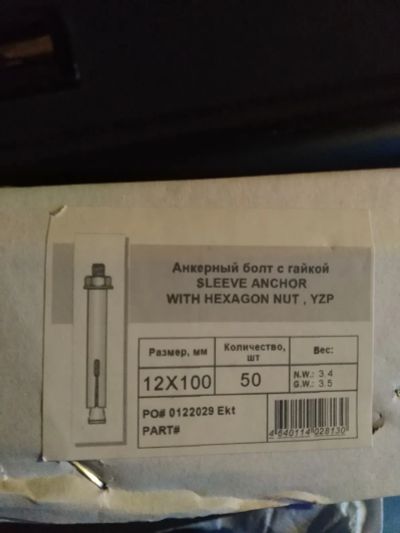 Анкерный болт с гайкой
SLEEVE ANCHOR
WITH HEXAGON NUT , YZP
Размер, мм
Количество, шт
Вес:
12X100
50
N.W.: 3.4
G.W.: 3.5
PO# 0122029 Ekt
PART#
4640114028130